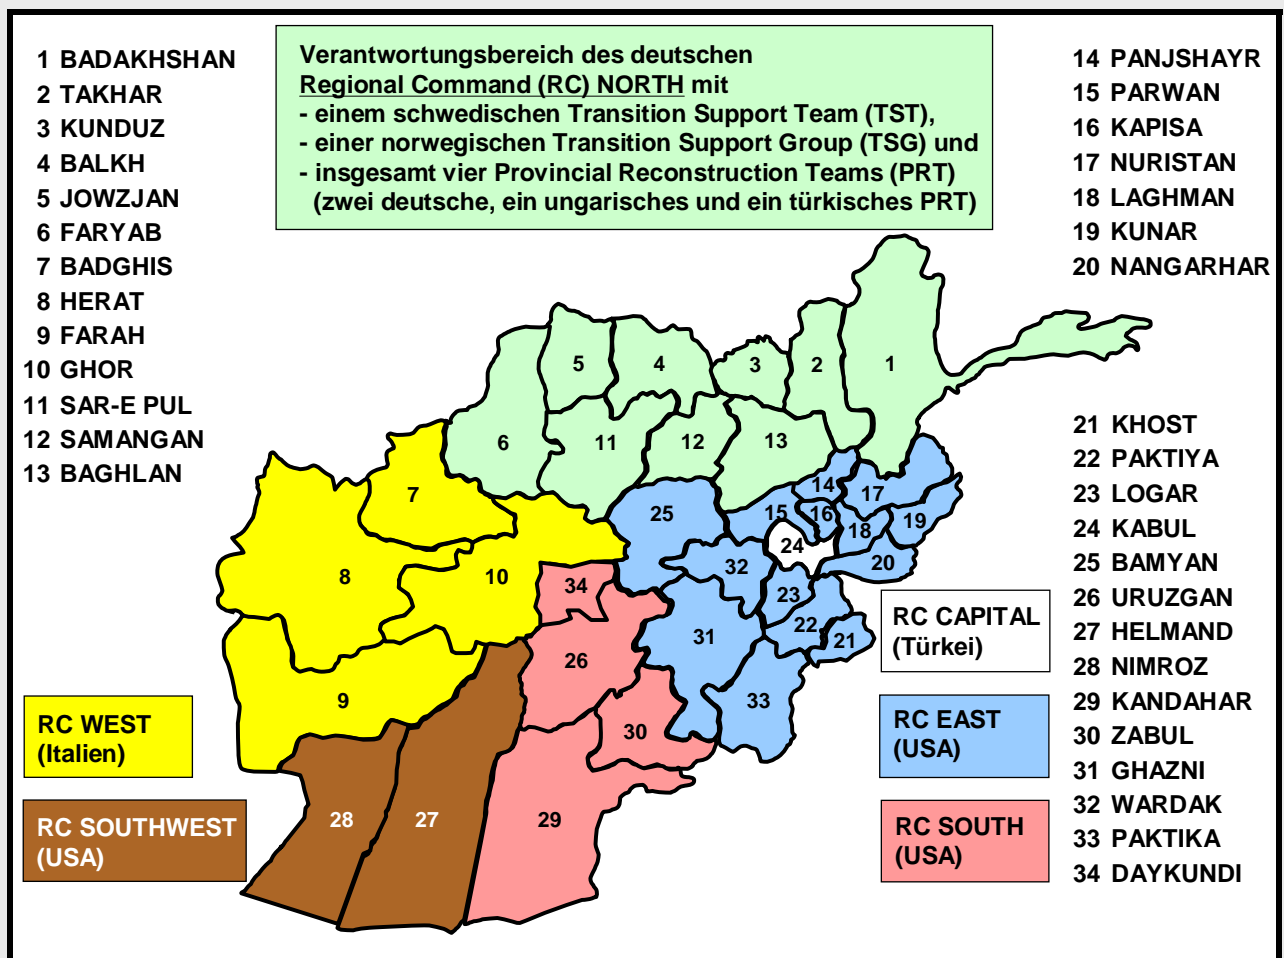 1 BADAKHSHAN
2 TAKHAR
3 KUNDUZ
4 BALKH
5 JOWZJAN
6 FARYAB
7 BADGHIS
8 HERAT
9 FARAH
10 GHOR
11 SAR-E PUL
12 SAMANGAN
13 BAGHLAN
Verantwortungsbereich des deutschen
Regional Command (RC) NORTH mit
- einem schwedischen Transition Support Team (TST),
- einer norwegischen Transition Support Group (TSG) und
- insgesamt vier Provincial Reconstruction Teams (PRT)
(zwei deutsche, ein ungarisches und ein türkisches PRT)
14 PANJSHAYR
15 PARWAN
16 KAPISA
17 NURISTAN
18 LAGHMAN
19 KUNAR
20 NANGARHAR
21 KHOST
22 PAKTIYA
23 LOGAR
24 KABUL
25 BAMYAN
26 URUZGAN
27 HELMAND
28 NIMROZ
29 KANDAHAR
30 ZABUL
31 GHAZNI
32 WARDAK
33 PAKTIKA
34 DAYKUNDI
5
4
3
2
1
6
11
12
13
7
14
17
25
15
16
18
19
24
20
8
10
34
32
23
31
22
21
26
9
30
33
28
27
29
RC WEST
(Italien)
RC SOUTHWEST
(USA)
RC CAPITAL
(Türkei)
RC EAST
(USA)
RC SOUTH
(USA)